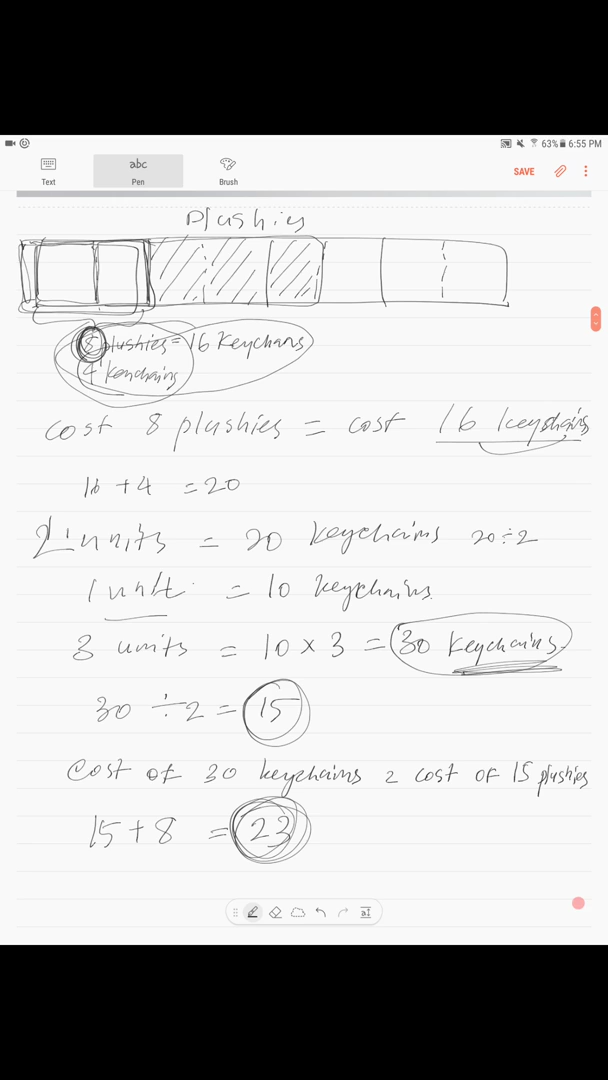 63% 6:55 PM
Text
abc
Pen
Brush
SAVE
Plushies
8 plushies = 16 Keychans
4 Kenchains
cost 8 plushies = cost 16 keychains
16 + 4 = 20
2 units = 20 Keychains 20 ÷ 2
1 unit = 10 keychains
3 units = 10 × 3 = 30 keychains
30 ÷ 2 = 15
Cost of 30 keychains = cost of 15 plushies
15 + 8 = 23